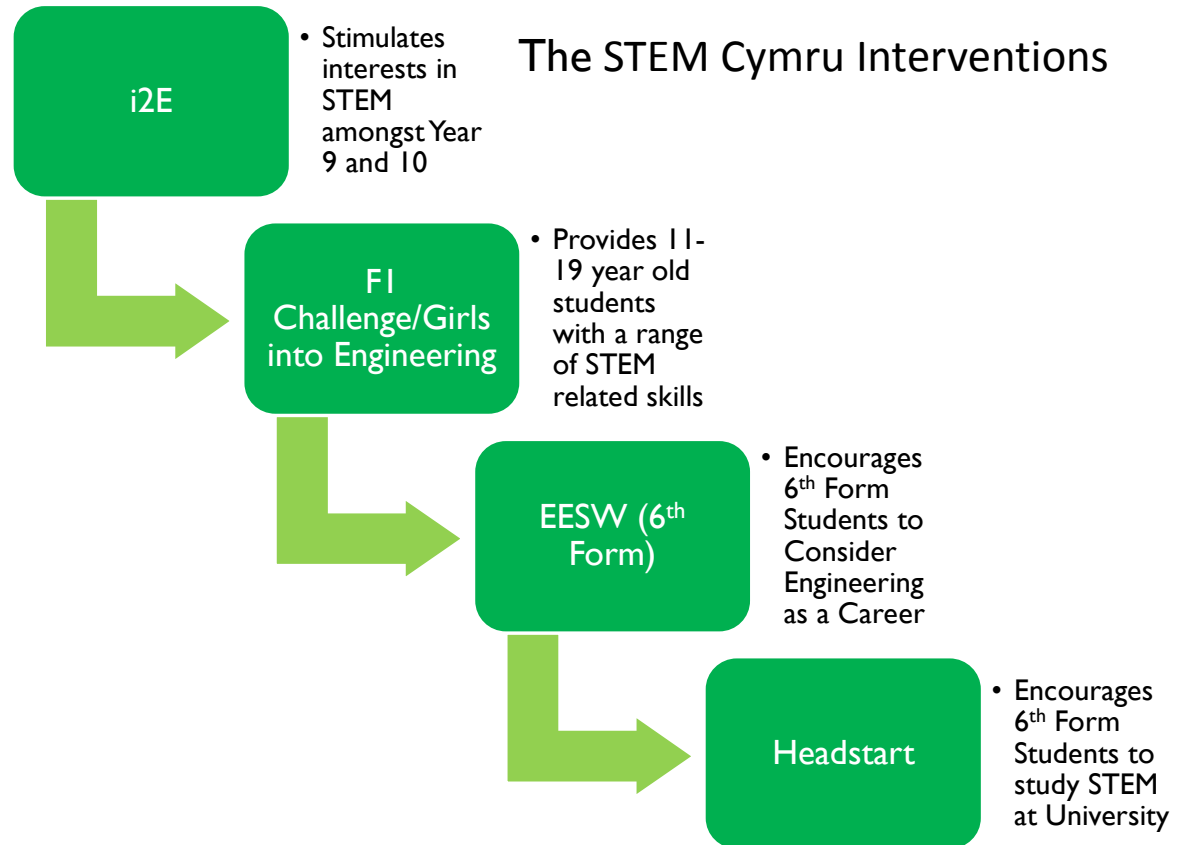 The STEM Cymru Interventions
i2E
• Stimulates
interests in
STEM
amongst Year
9 and 10
F1
Challenge/Girls
into Engineering
• Provides 11-
19 year old
students
with a range
of STEM
related skills
EESW (6th
Form)
• Encourages
6th Form
Students to
Consider
Engineering
as a Career
Headstart
• Encourages
6th Form
Students to
study STEM
at University